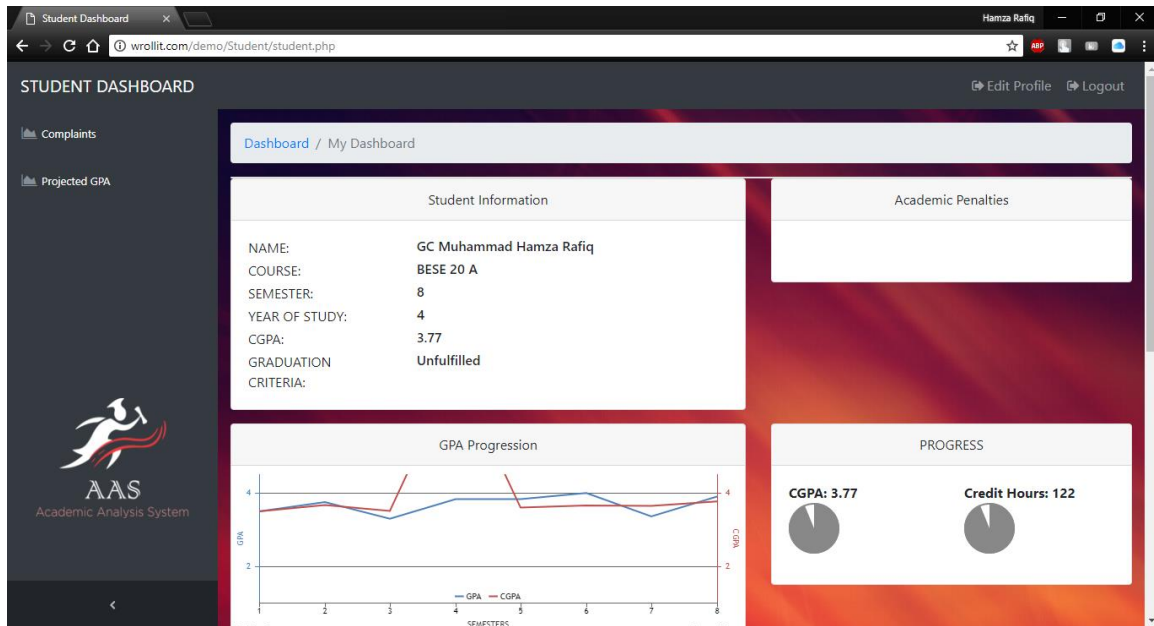 Student Dashboard
Hamza Rafiq
wrollit.com/demo/Student/student.php
ABP
STUDENT DASHBOARD
Edit Profile
Logout
Complaints
Projected GPA
Dashboard / My Dashboard
Student Information
NAME: GC Muhammad Hamza Rafiq
COURSE: BESE 20 A
SEMESTER: 8
YEAR OF STUDY: 4
CGPA: 3.77
GRADUATION Unfulfilled
CRITERIA:
Academic Penalties
AAS
Academic Analysis System
GPA Progression
4 4
GPA CGPA
2 2
GPA CGPA
1 2 3 4 5 6 7 8
SEMESTERS
PROGRESS
CGPA: 3.77 Credit Hours: 122